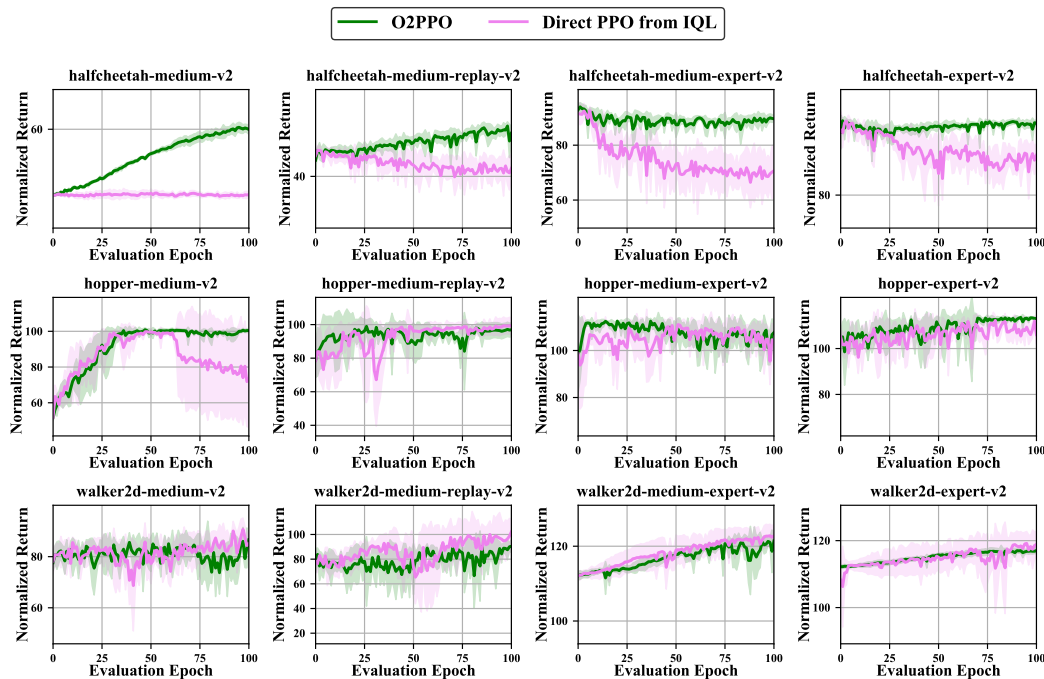 O2PPO Direct PPO from IQL
halfcheetah-medium-v2 halfcheetah-medium-replay-v2 halfcheetah-medium-expert-v2 halfcheetah-expert-v2
Normalized Return Normalized Return Normalized Return Normalized Return
60 40 80 60 80
0 25 50 75 100 0 25 50 75 100 0 25 50 75 100 0 25 50 75 100
Evaluation Epoch Evaluation Epoch Evaluation Epoch Evaluation Epoch
hopper-medium-v2 hopper-medium-replay-v2 hopper-medium-expert-v2 hopper-expert-v2
Normalized Return Normalized Return Normalized Return Normalized Return
100 80 60 100 80 60 40 100 80 100 80
0 25 50 75 100 0 25 50 75 100 0 25 50 75 100 0 25 50 75 100
Evaluation Epoch Evaluation Epoch Evaluation Epoch Evaluation Epoch
walker2d-medium-v2 walker2d-medium-replay-v2 walker2d-medium-expert-v2 walker2d-expert-v2
Normalized Return Normalized Return Normalized Return Normalized Return
80 60 100 80 60 40 20 120 100 120 100
0 25 50 75 100 0 25 50 75 100 0 25 50 75 100 0 25 50 75 100
Evaluation Epoch Evaluation Epoch Evaluation Epoch Evaluation Epoch